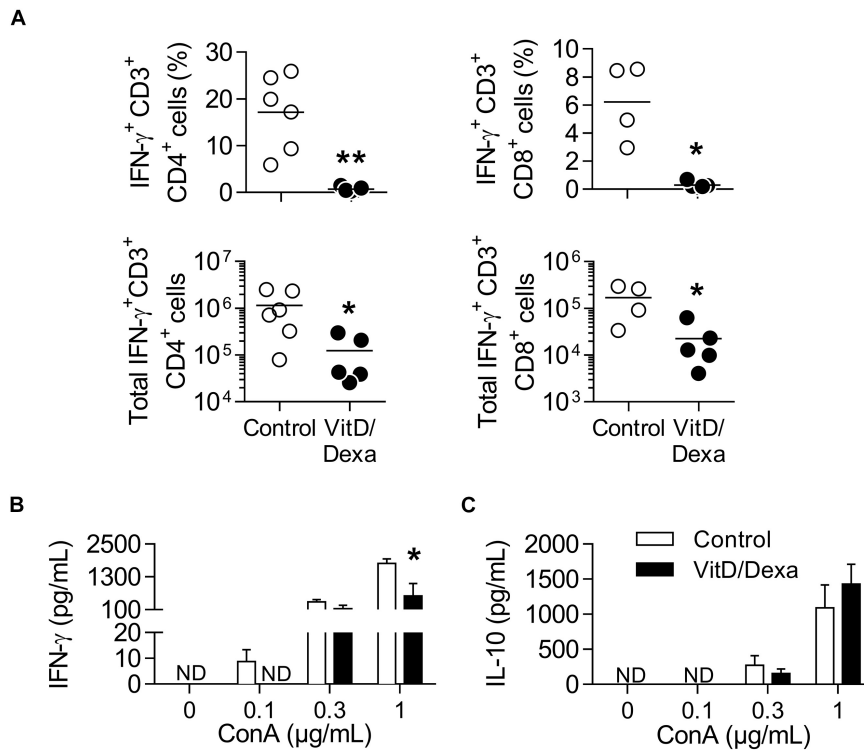 A
IFN-γ+ CD3+
CD4+ cells (%)
30
20
10
0
**
IFN-γ+ CD3+
CD8+ cells (%)
10
8
6
4
2
0
*
Total IFN-γ+CD3+
CD4+ cells
10^7
10^6
10^5
10^4
*
Control VitD/
Dexa
Total IFN-γ+CD3+
CD8+ cells
10^6
10^5
10^4
10^3
*
Control VitD/
Dexa
B
IFN-γ (pg/mL)
2500
1300
100
20
10
0
ND
ND
*
0 0.1 0.3 1
ConA (µg/mL)
C
IL-10 (pg/mL)
2000
1500
1000
500
0
Control
VitD/Dexa
ND ND
0 0.1 0.3 1
ConA (µg/mL)